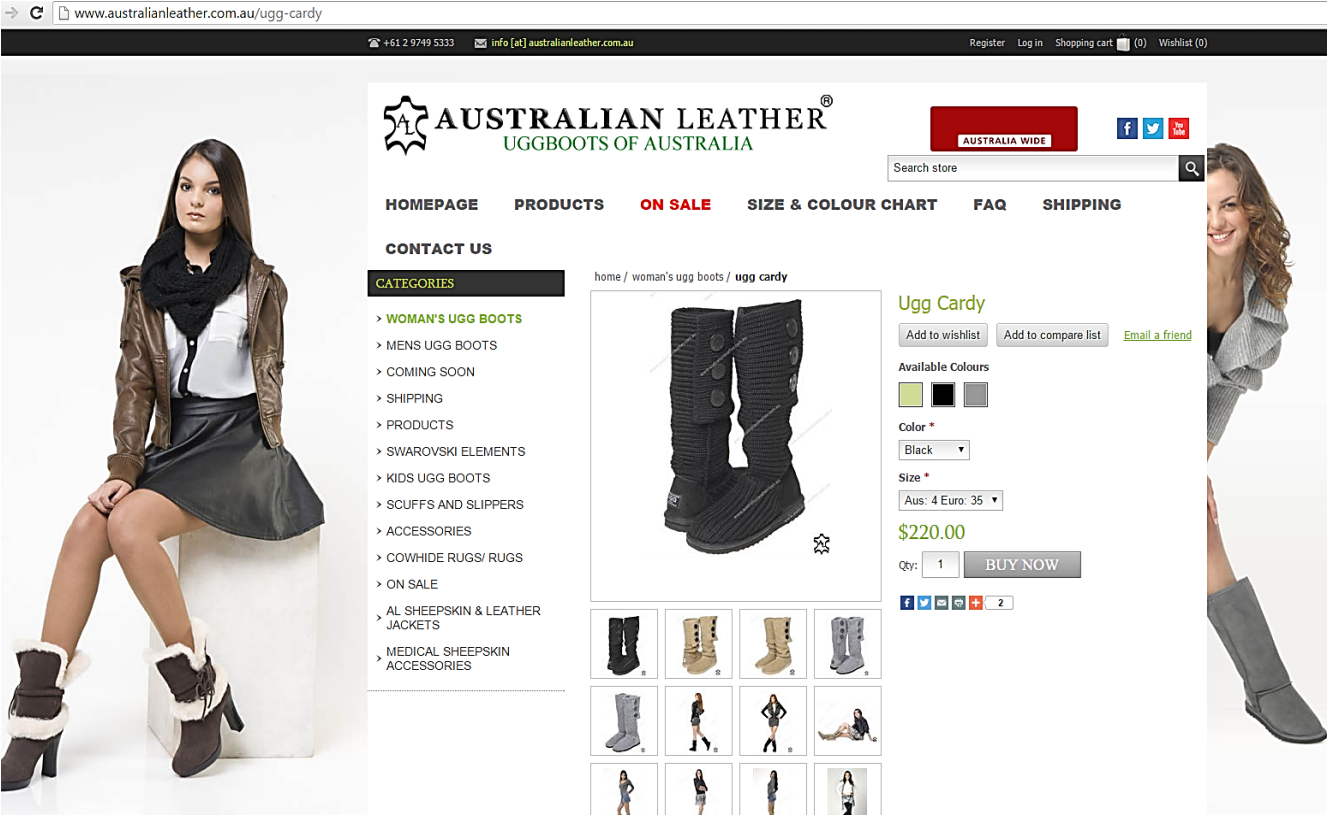 www.australianleather.com.au/ugg-cardy
+61 2 9749 5333 info [at] australianleather.com.au Register Log in Shopping cart (0) Wishlist (0)
AL AUSTRALIAN LEATHER®
UGGBOOTS OF AUSTRALIA
AUSTRALIA WIDE
You Tube
Search store
HOMEPAGE PRODUCTS ON SALE SIZE & COLOUR CHART FAQ SHIPPING
CONTACT US
CATEGORIES
WOMAN'S UGG BOOTS
MENS UGG BOOTS
COMING SOON
SHIPPING
PRODUCTS
SWAROVSKI ELEMENTS
KIDS UGG BOOTS
SCUFFS AND SLIPPERS
ACCESSORIES
COWHIDE RUGS/ RUGS
ON SALE
AL SHEEPSKIN & LEATHER
JACKETS
MEDICAL SHEEPSKIN
ACCESSORIES
home / woman's ugg boots / ugg cardy
AL
Ugg Cardy
Add to wishlist Add to compare list Email a friend
Available Colours
Color *
Black
Size *
Aus: 4 Euro: 35
$220.00
Qty: 1 BUY NOW
2